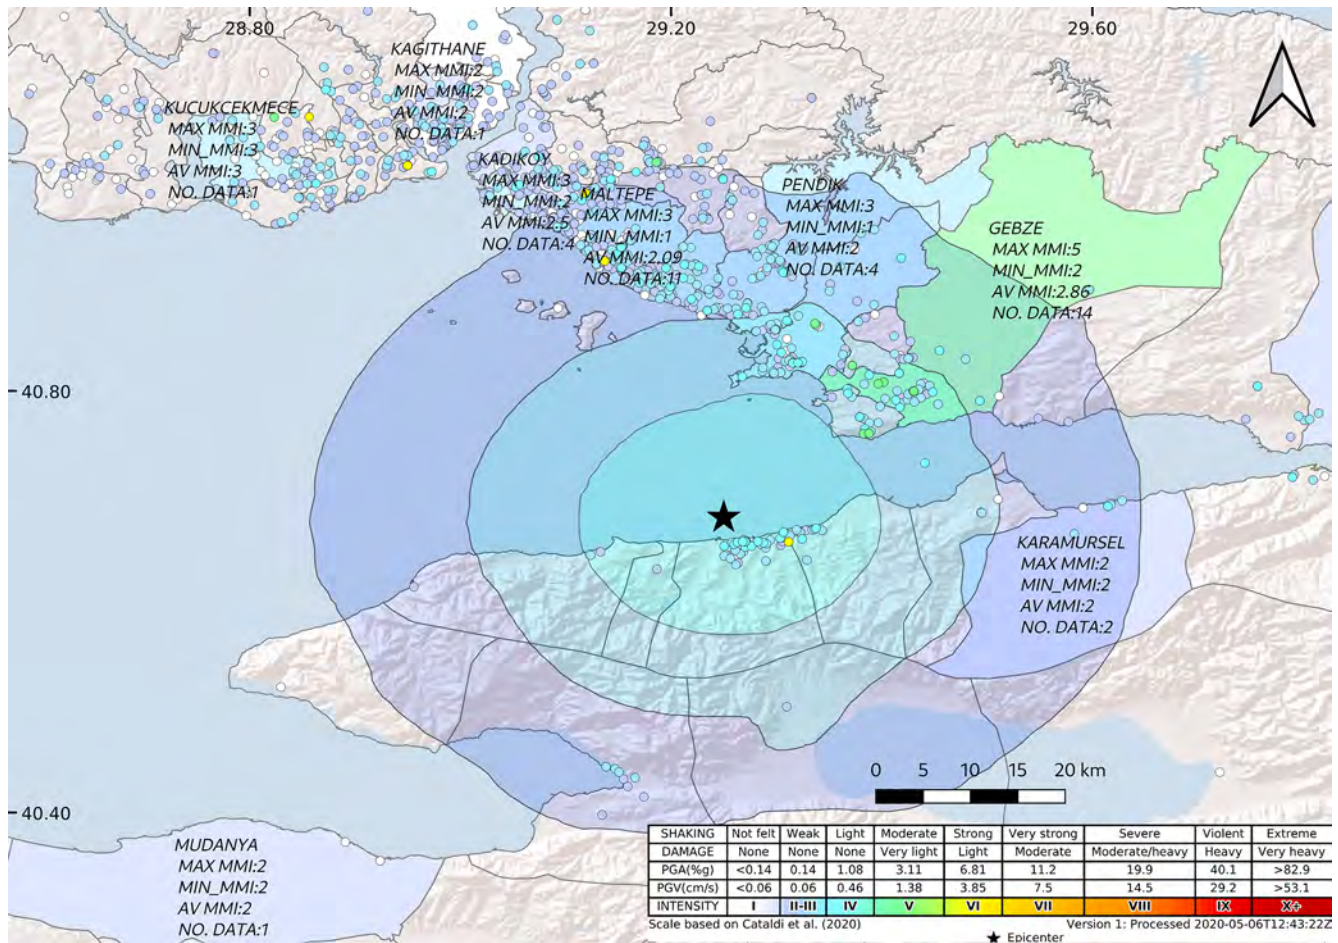 28.80
29.20
29.60
KAGITHANE
MAX MMI:2
MIN_MMI:2
AV MMI:2
NO. DATA:1
KUCUKCEKMECE
MAX MMI:3
MIN_MMI:3
AV MMI:3
NO. DATA:1
KADIKOY
MAX MMI:3
MIN_MMI:2
AV MMI:2.5
NO. DATA:4
MALTEPE
MAX MMI:3
MIN_MMI:1
AV MMI:2.09
NO. DATA:11
PENDIK
MAX MMI:3
MIN_MMI:1
AV MMI:2
NO. DATA:4
GEBZE
MAX MMI:5
MIN_MMI:2
AV MMI:2.86
NO. DATA:14
40.80
KARAMURSEL
MAX MMI:2
MIN_MMI:2
AV MMI:2
NO. DATA:2
0 5 10 15 20 km
40.40
MUDANYA
MAX MMI:2
MIN_MMI:2
AV MMI:2
NO. DATA:1
SHAKING Not felt Weak Light Moderate Strong Very strong Severe Violent Extreme
DAMAGE None None None Very light Light Moderate Moderate/heavy Heavy Very heavy
PGA(%g) <0.14 0.14 1.08 3.11 6.81 11.2 19.9 40.1 >82.9
PGV(cm/s) <0.06 0.06 0.46 1.38 3.85 7.5 14.5 29.2 >53.1
INTENSITY I II-III IV V VI VII VIII IX X+
Scale based on Cataldi et al. (2020) Version 1: Processed 2020-05-06T12:43:22Z
Epicenter